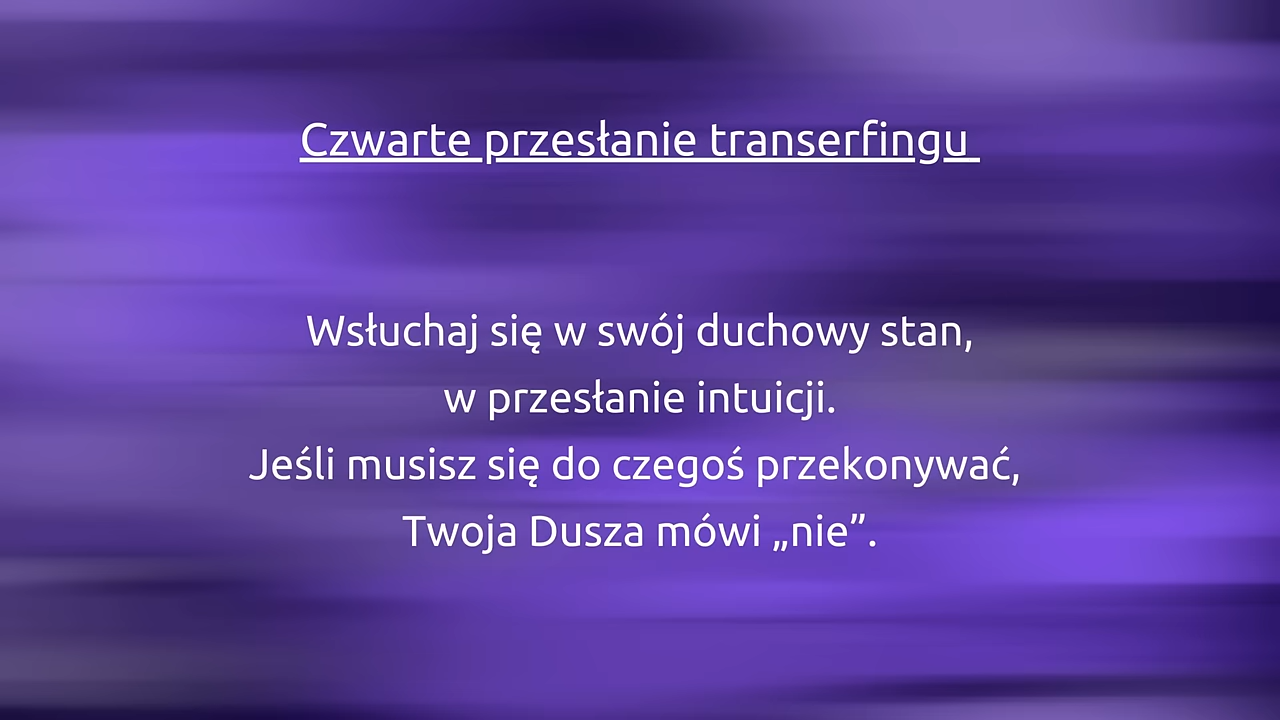 Czwarte przesłanie transerfingu
Wsłuchaj się w swój duchowy stan,
w przesłanie intuicji.
Jeśli musisz się do czegoś przekonywać,
Twoja Dusza mówi „nie”.